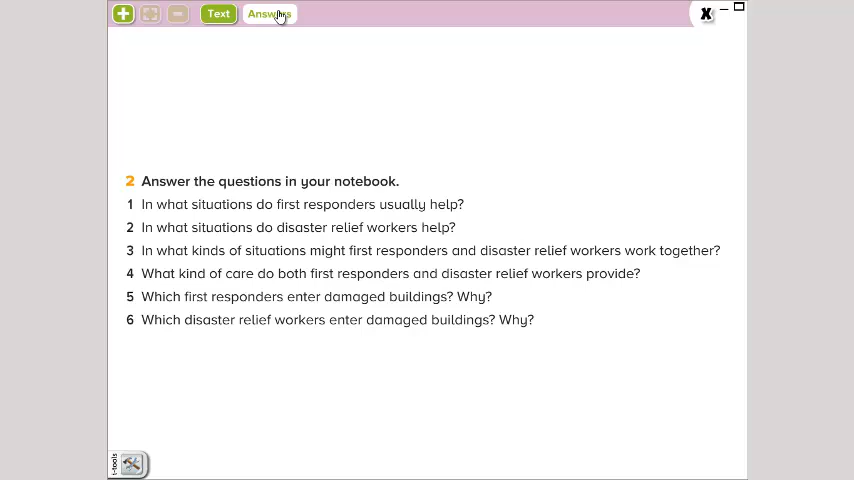 Text Answers
X
2 Answer the questions in your notebook.
1 In what situations do first responders usually help?
2 In what situations do disaster relief workers help?
3 In what kinds of situations might first responders and disaster relief workers work together?
4 What kind of care do both first responders and disaster relief workers provide?
5 Which first responders enter damaged buildings? Why?
6 Which disaster relief workers enter damaged buildings? Why?
t-tools